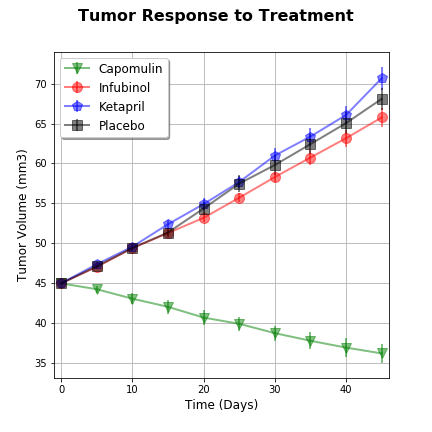 Tumor Response to Treatment
Capomulin
Infubinol
Ketapril
Placebo
Tumor Volume (mm3)
70
65
60
55
50
45
40
35
0 10 20 30 40
Time (Days)